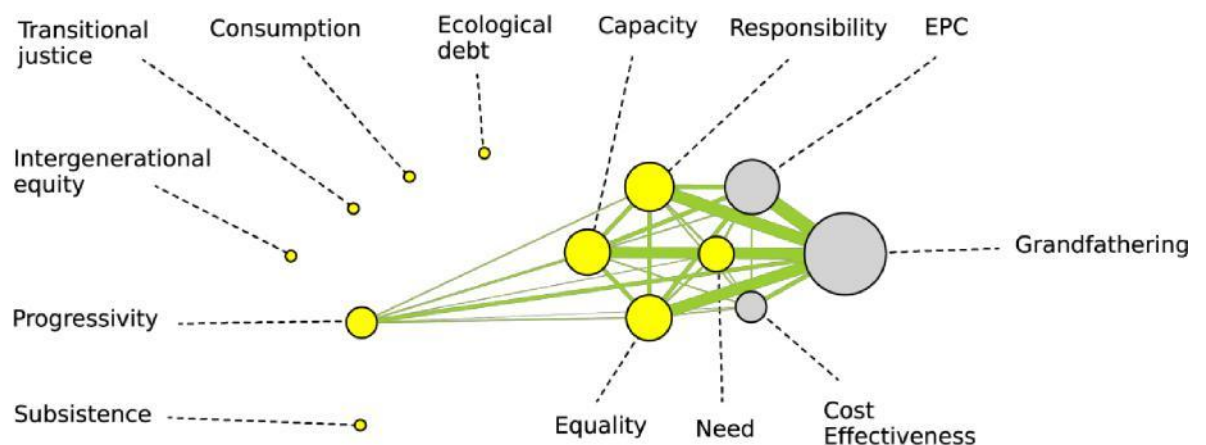 Transitional
justice
Consumption
Ecological
debt
Capacity
Responsibility
EPC
Intergenerational
equity
Grandfathering
Progressivity
Subsistence
Equality
Need
Cost
Effectiveness